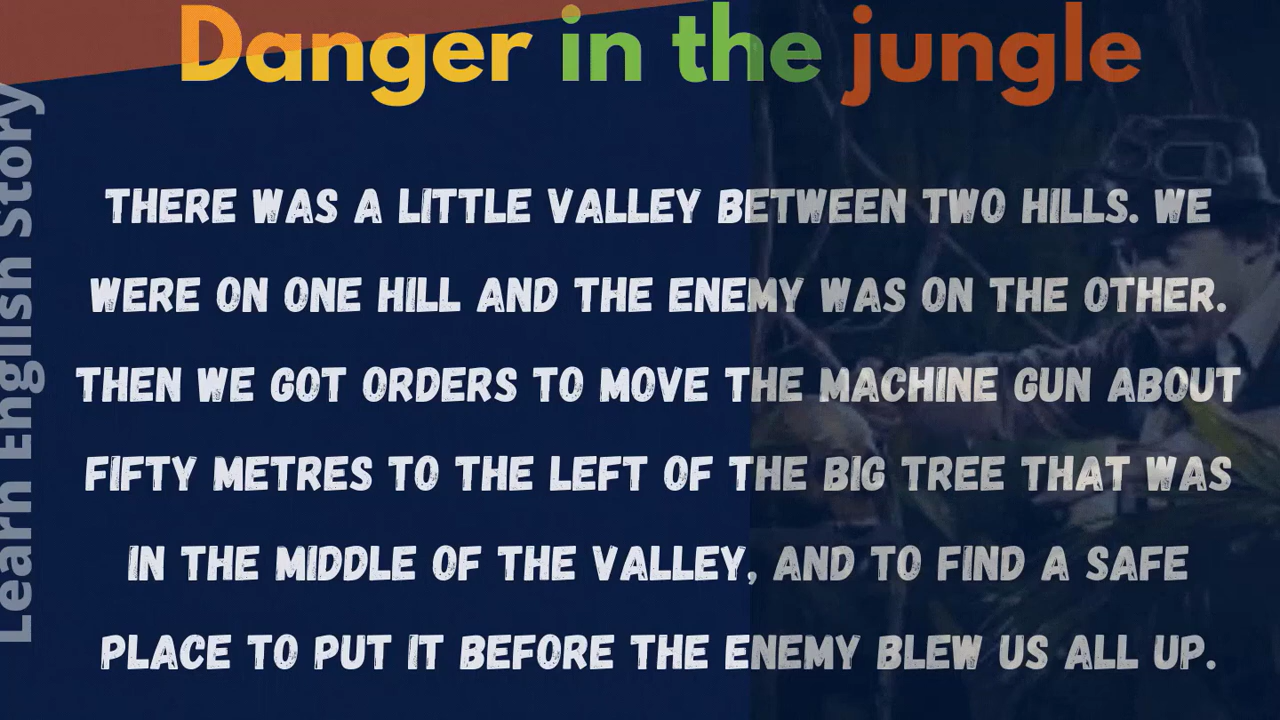 Danger in the jungle
Learn English Story
THERE WAS A LITTLE VALLEY BETWEEN TWO HILLS. WE
WERE ON ONE HILL AND THE ENEMY WAS ON THE OTHER.
THEN WE GOT ORDERS TO MOVE THE MACHINE GUN ABOUT
FIFTY METRES TO THE LEFT OF THE BIG TREE THAT WAS
IN THE MIDDLE OF THE VALLEY, AND TO FIND A SAFE
PLACE TO PUT IT BEFORE THE ENEMY BLEW US ALL UP.